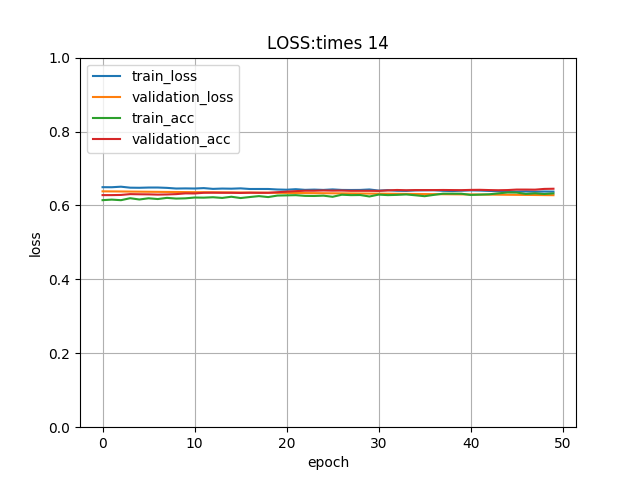 LOSS:times 14
1.0
0.8
0.6
0.4
0.2
0.0
loss
train_loss
validation_loss
train_acc
validation_acc
0 10 20 30 40 50
epoch